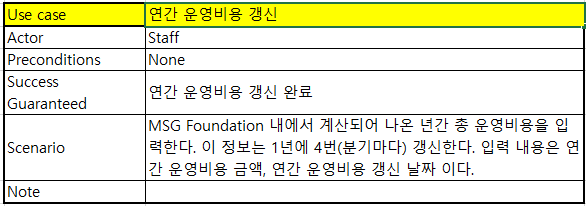 Use case 연간 운영비용 갱신
Actor Staff
Preconditions None
Success
Guaranteed 연간 운영비용 갱신 완료
Scenario MSG Foundation 내에서 계산되어 나온 년간 총 운영비용을 입
력한다. 이 정보는 1년에 4번(분기마다) 갱신한다. 입력 내용은 연
간 운영비용 금액, 연간 운영비용 갱신 날짜 이다.
Note